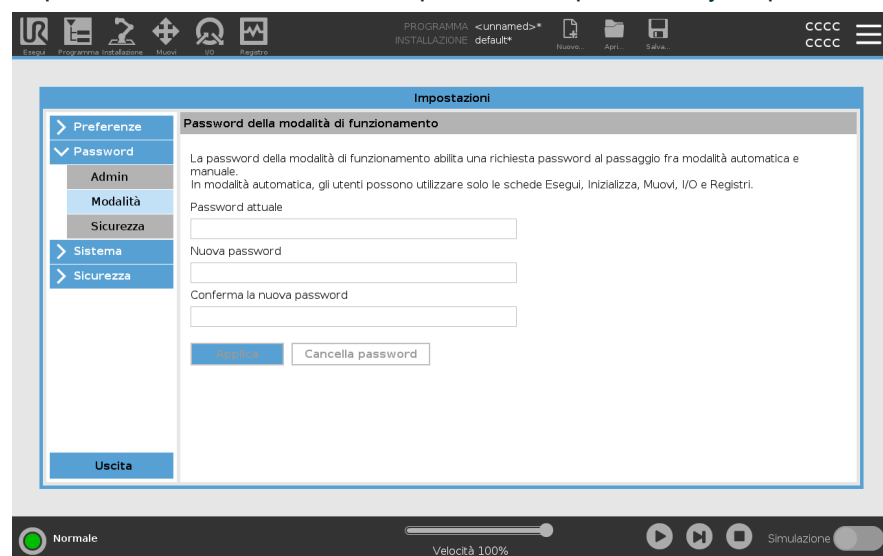 PROGRAMMA <unnamed>*
INSTALLAZIONE default*
CCCC
CCCC
UR
Esegui Programma Installazione Muovi I/O Registro Nuovo... Apri... Salva...
Impostazioni
Preferenze
Password
Admin
Modalità
Sicurezza
Sistema
Sicurezza
Uscita
Password della modalità di funzionamento
La password della modalità di funzionamento abilita una richiesta password al passaggio fra modalità automatica e
manuale.
In modalità automatica, gli utenti possono utilizzare solo le schede Esegui, Inizializza, Muovi, I/O e Registri.
Password attuale
Nuova password
Conferma la nuova password
Applica Cancella password
Normale
Velocità 100%
Simulazione